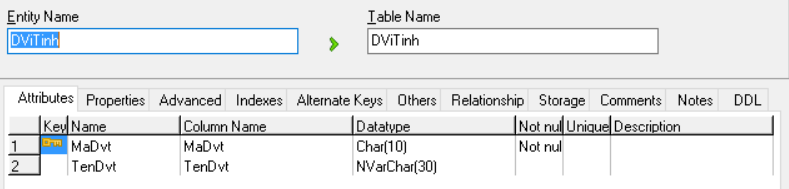 Entity Name Table Name
DViTinh DViTinh
Attributes Properties Advanced Indexes Alternate Keys Others Relationship Storage Comments Notes DDL
Key Name Column Name Datatype Not nul Unique Description
1 MaDvt MaDvt Char(10) Not nul
2 TenDvt TenDvt NVarChar(30)